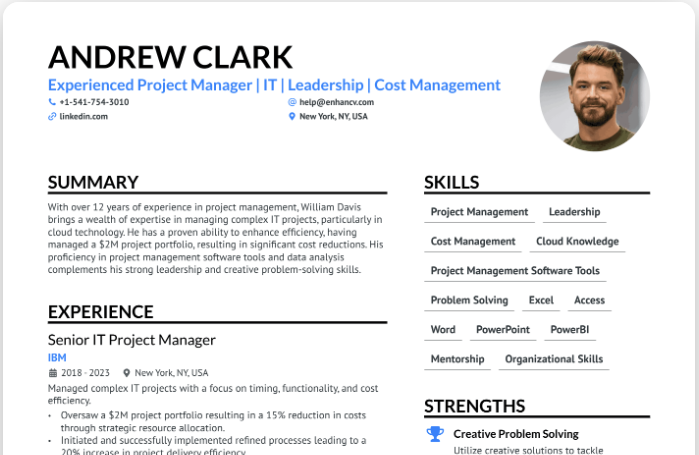 ANDREW CLARK
Experienced Project Manager | IT | Leadership | Cost Management
+1-541-754-3010
help@enhancv.com
linkedin.com
New York, NY, USA
SUMMARY
With over 12 years of experience in project management, William Davis
brings a wealth of expertise in managing complex IT projects, particularly in
cloud technology. He has a proven ability to enhance efficiency, having
managed a $2M project portfolio, resulting in significant cost reductions. His
proficiency in project management software tools and data analysis
complements his strong leadership and creative problem-solving skills.
EXPERIENCE
Senior IT Project Manager
IBM
2018 - 2023 New York, NY, USA
Managed complex IT projects with a focus on timing, functionality, and cost
efficiency.
• Oversaw a $2M project portfolio resulting in a 15% reduction in costs
through strategic resource allocation.
• Initiated and successfully implemented refined processes leading to a
20% increase in project delivery efficiency.
SKILLS
Project Management Leadership
Cost Management Cloud Knowledge
Project Management Software Tools
Problem Solving Excel Access
Word PowerPoint PowerBI
Mentorship Organizational Skills
STRENGTHS
Creative Problem Solving
Utilize creative solutions to tackle